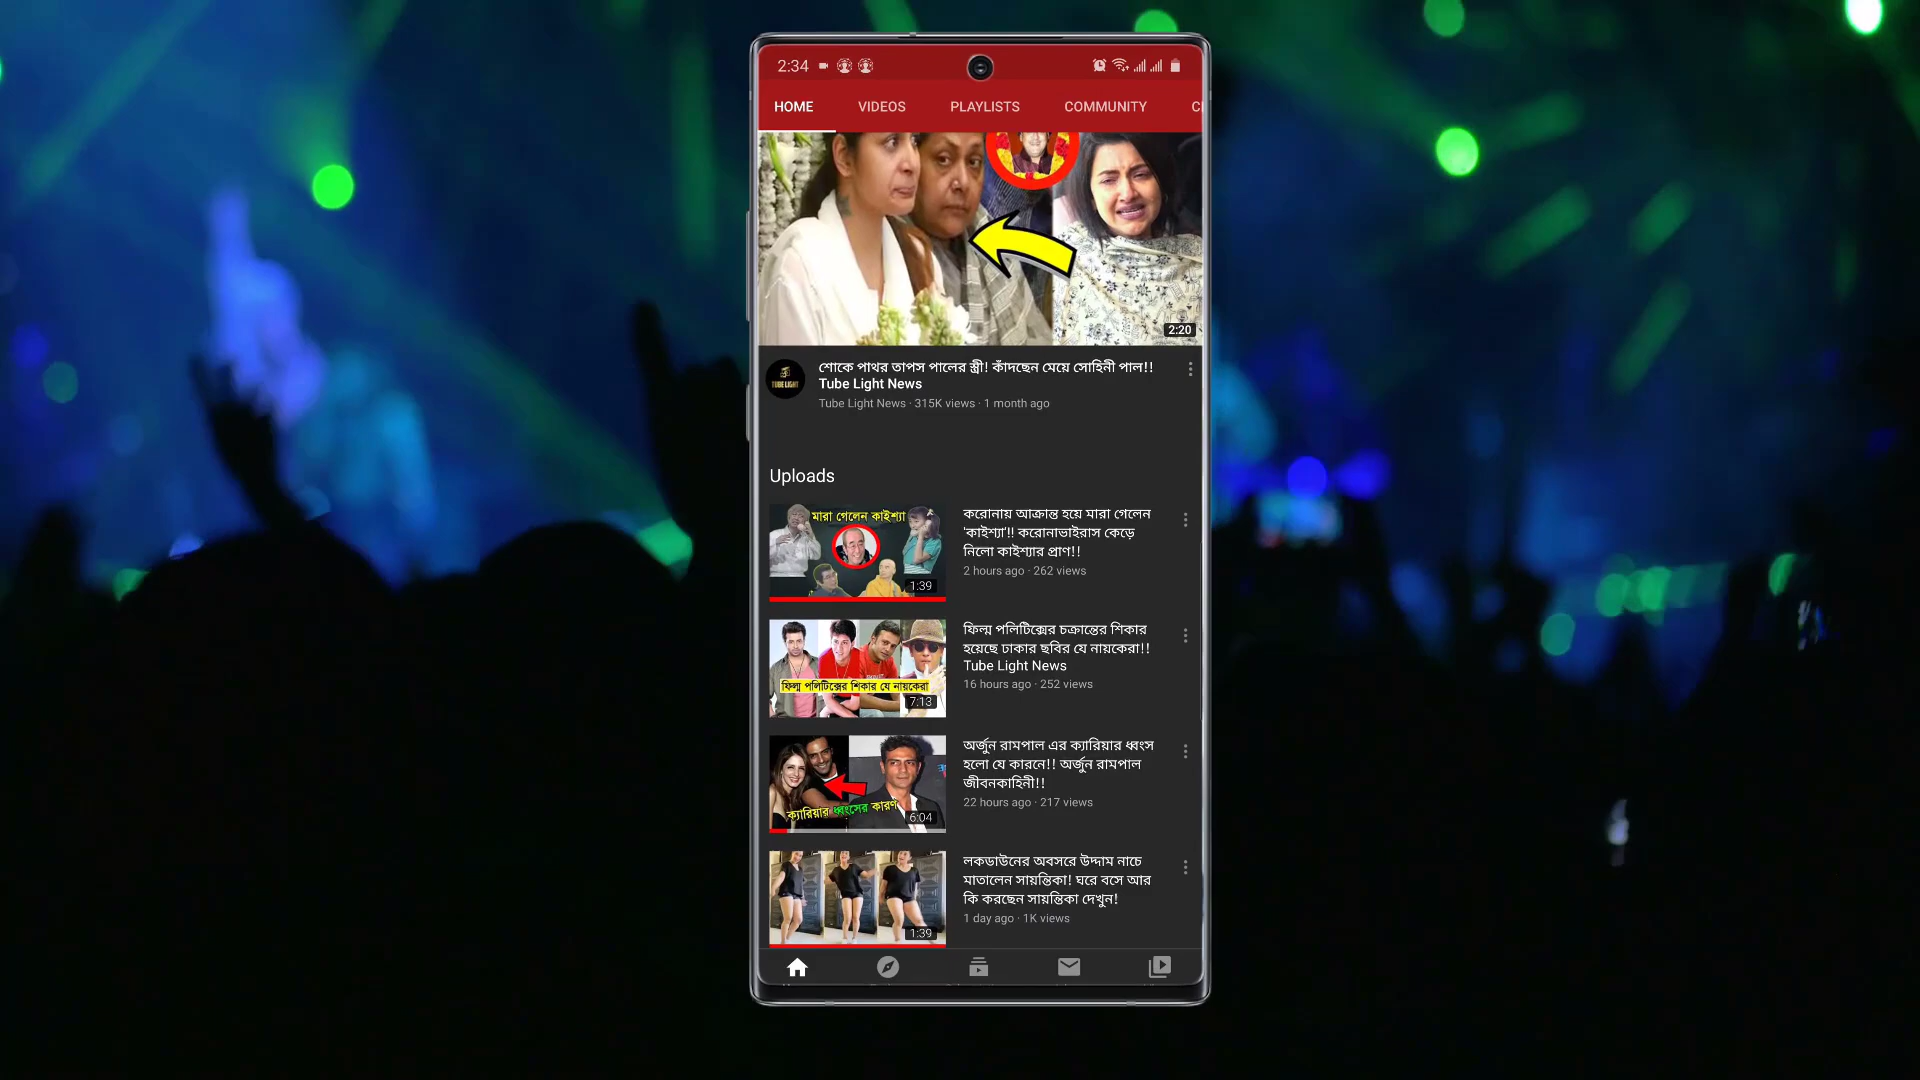 2:34
HOME VIDEOS PLAYLISTS COMMUNITY C
2:20
শোকে পাথর তাপস পালের স্ত্রী! কাঁদছেন মেয়ে সোহিনী পাল!!
Tube Light News
Tube Light News · 315K views · 1 month ago
TUBE LIGHT
Uploads
মারা গেলেন কাইশ্যা
1:39
করোনায় আক্রান্ত হয়ে মারা গেলেন
'কাইশ্যা'!! করোনাভাইরাস কেড়ে
নিলো কাইশ্যার প্রাণ!!
2 hours ago · 262 views
ফিল্ম পলিটিক্সের শিকার যে নায়কেরা
7:13
ফিল্ম পলিটিক্সের চক্রান্তের শিকার
হয়েছে ঢাকার ছবির যে নায়কেরা!!
Tube Light News
16 hours ago · 252 views
ক্যারিয়ার ধ্বংসের কারণ
6:04
অর্জুন রামপাল এর ক্যারিয়ার ধ্বংস
হলো যে কারনে!! অর্জুন রামপাল
জীবনকাহিনী!!
22 hours ago · 217 views
1:39
লকডাউনের অবসরে উদ্দাম নাচে
মাতালেন সায়ন্তিকা! ঘরে বসে আর
কি করছেন সায়ন্তিকা দেখুন!
1 day ago · 1K views